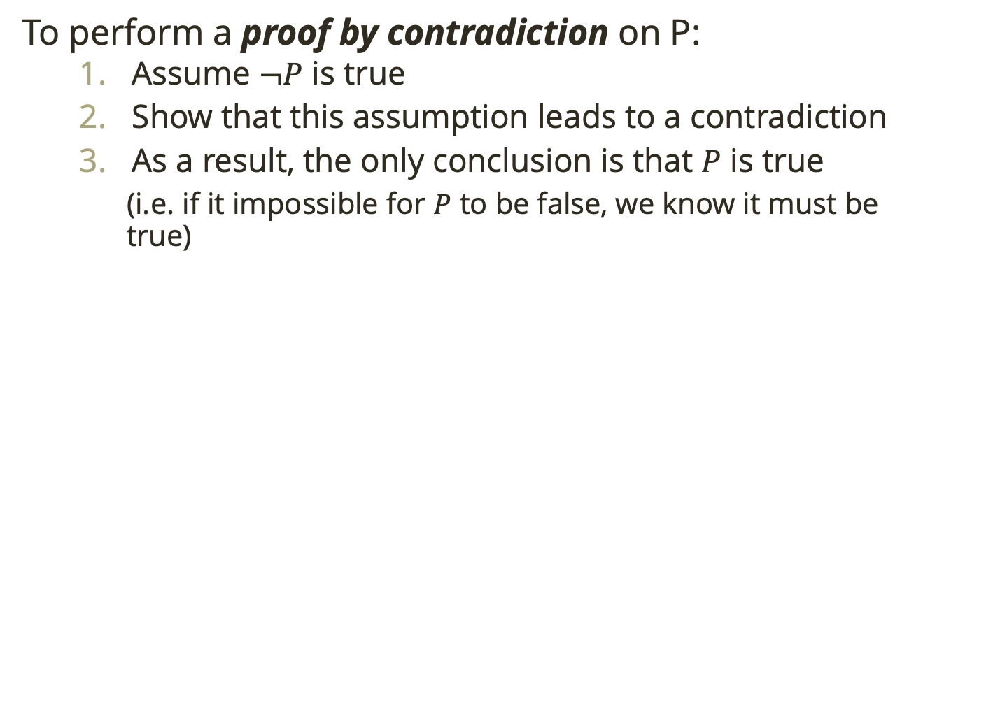 To perform a proof by contradiction on P:
1. Assume ¬P is true
2. Show that this assumption leads to a contradiction
3. As a result, the only conclusion is that P is true
(i.e. if it impossible for P to be false, we know it must be
true)